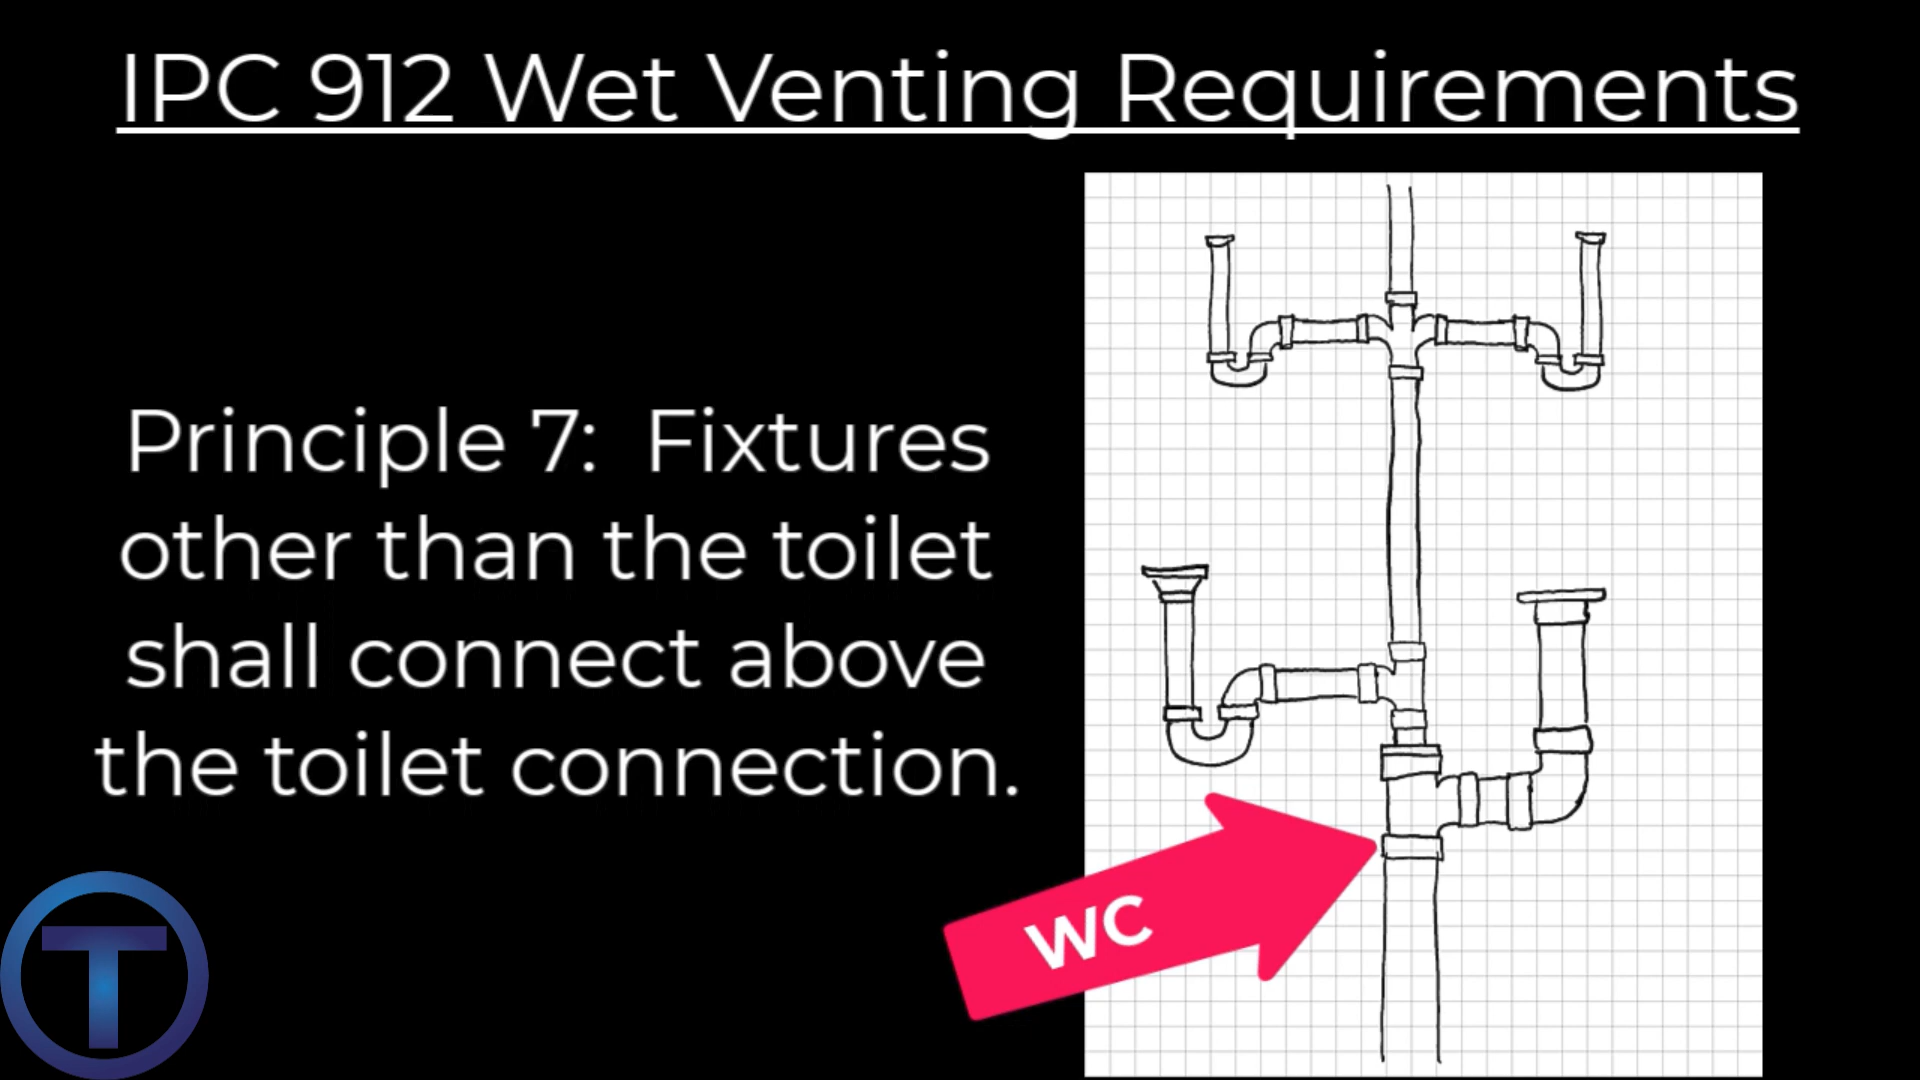 IPC 912 Wet Venting Requirements
Principle 7: Fixtures
other than the toilet
shall connect above
the toilet connection.
WC
T